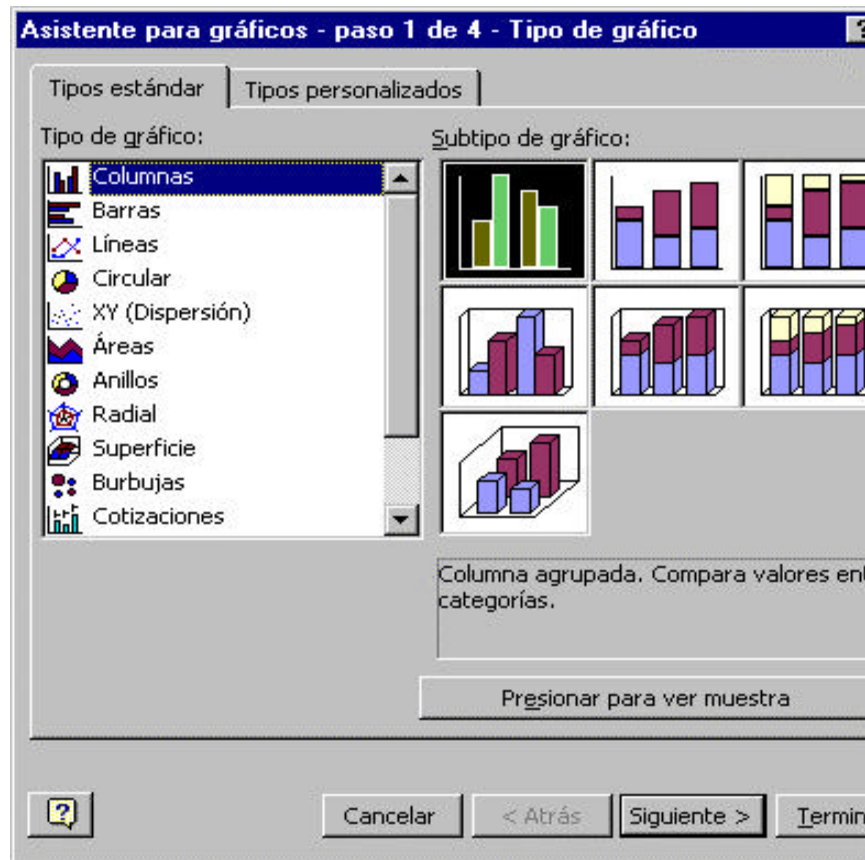 Asistente para gráficos - paso 1 de 4 - Tipo de gráfico
Tipos estándar
Tipos personalizados
Tipo de gráfico:
Columnas
Barras
Líneas
Circular
XY (Dispersión)
Áreas
Anillos
Radial
Superficie
Burbujas
Cotizaciones
Subtipo de gráfico:
Columna agrupada. Compara valores ent
categorías.
Presionar para ver muestra
?
Cancelar
< Atrás
Siguiente >
Termin